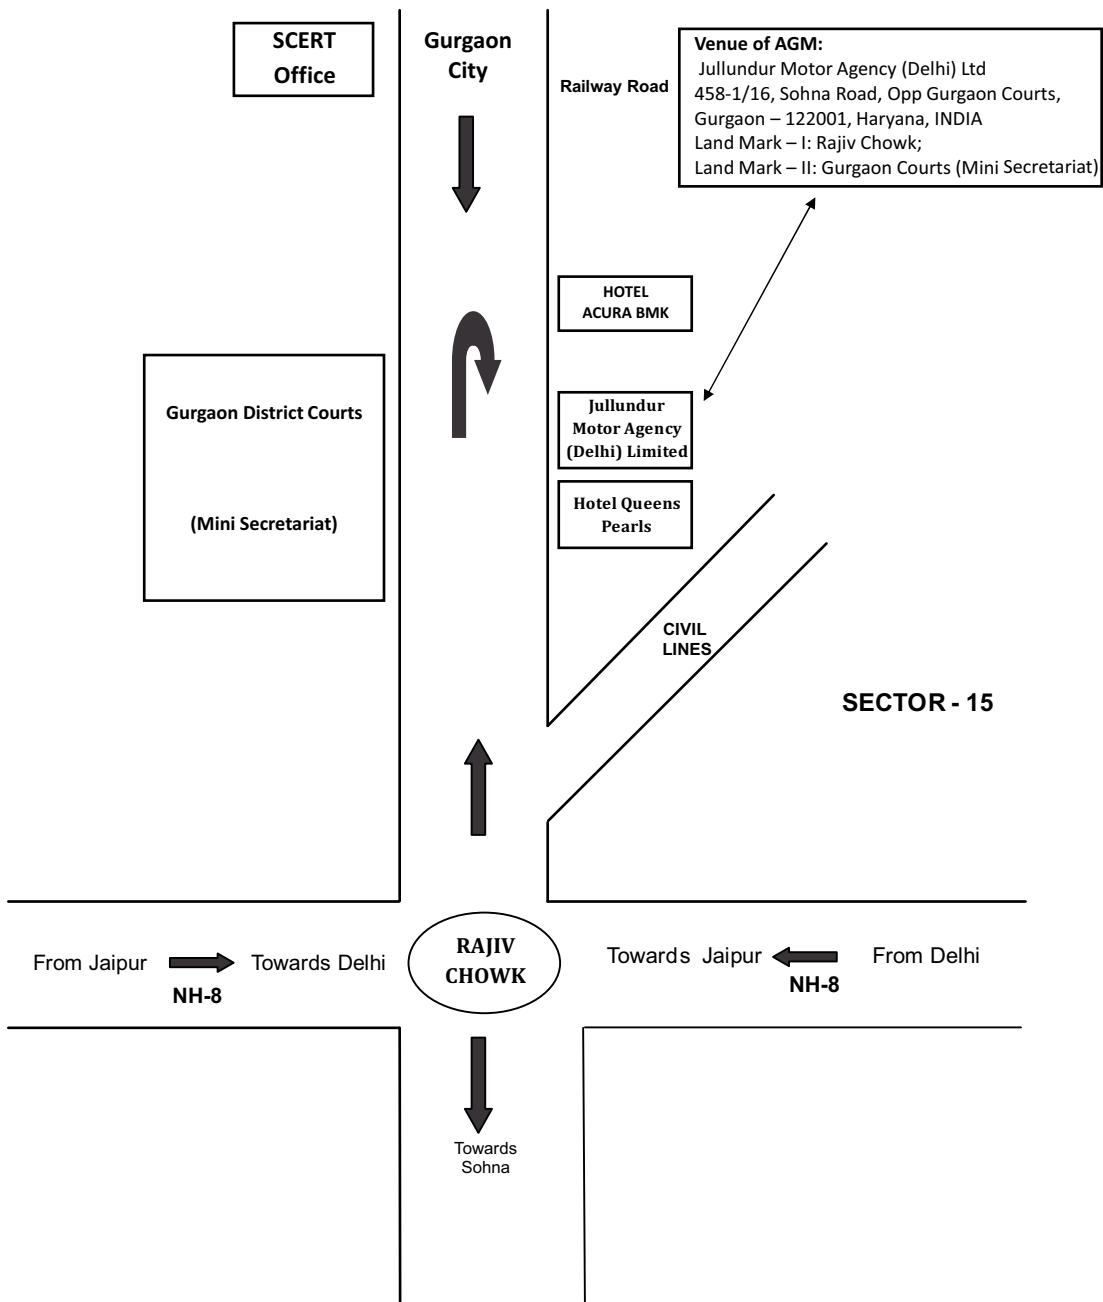 SCERT
Office
Gurgaon
City
Railway Road
Venue of AGM:
Jullundur Motor Agency (Delhi) Ltd
458-1/16, Sohna Road, Opp Gurgaon Courts,
Gurgaon – 122001, Haryana, INDIA
Land Mark – I: Rajiv Chowk;
Land Mark – II: Gurgaon Courts (Mini Secretariat)
HOTEL
ACURA BMK
Gurgaon District Courts
(Mini Secretariat)
Jullundur
Motor Agency
(Delhi) Limited
Hotel Queens
Pearls
CIVIL
LINES
SECTOR - 15
From Jaipur
Towards Delhi
NH-8
RAJIV
CHOWK
Towards Jaipur
From Delhi
NH-8
Towards
Sohna